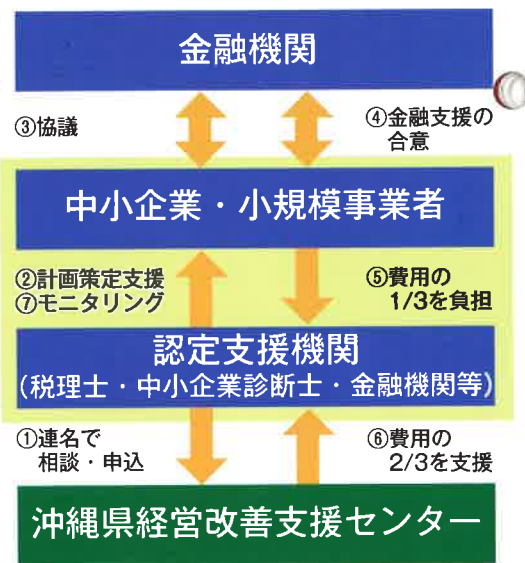 金融機関
③協議
④金融支援の
合意
中小企業・小規模事業者
②計画策定支援
⑦モニタリング
⑤費用の
1/3を負担
認定支援機関
(税理士・中小企業診断士・金融機関等)
①連名で
相談・申込
⑥費用の
2/3を支援
沖縄県経営改善支援センター